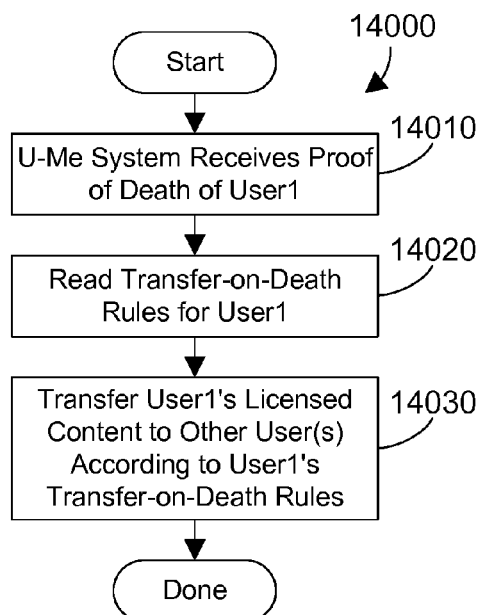 14000
Start
14010
U-Me System Receives Proof
of Death of User1
14020
Read Transfer-on-Death
Rules for User1
14030
Transfer User1's Licensed
Content to Other User(s)
According to User1's
Transfer-on-Death Rules
Done